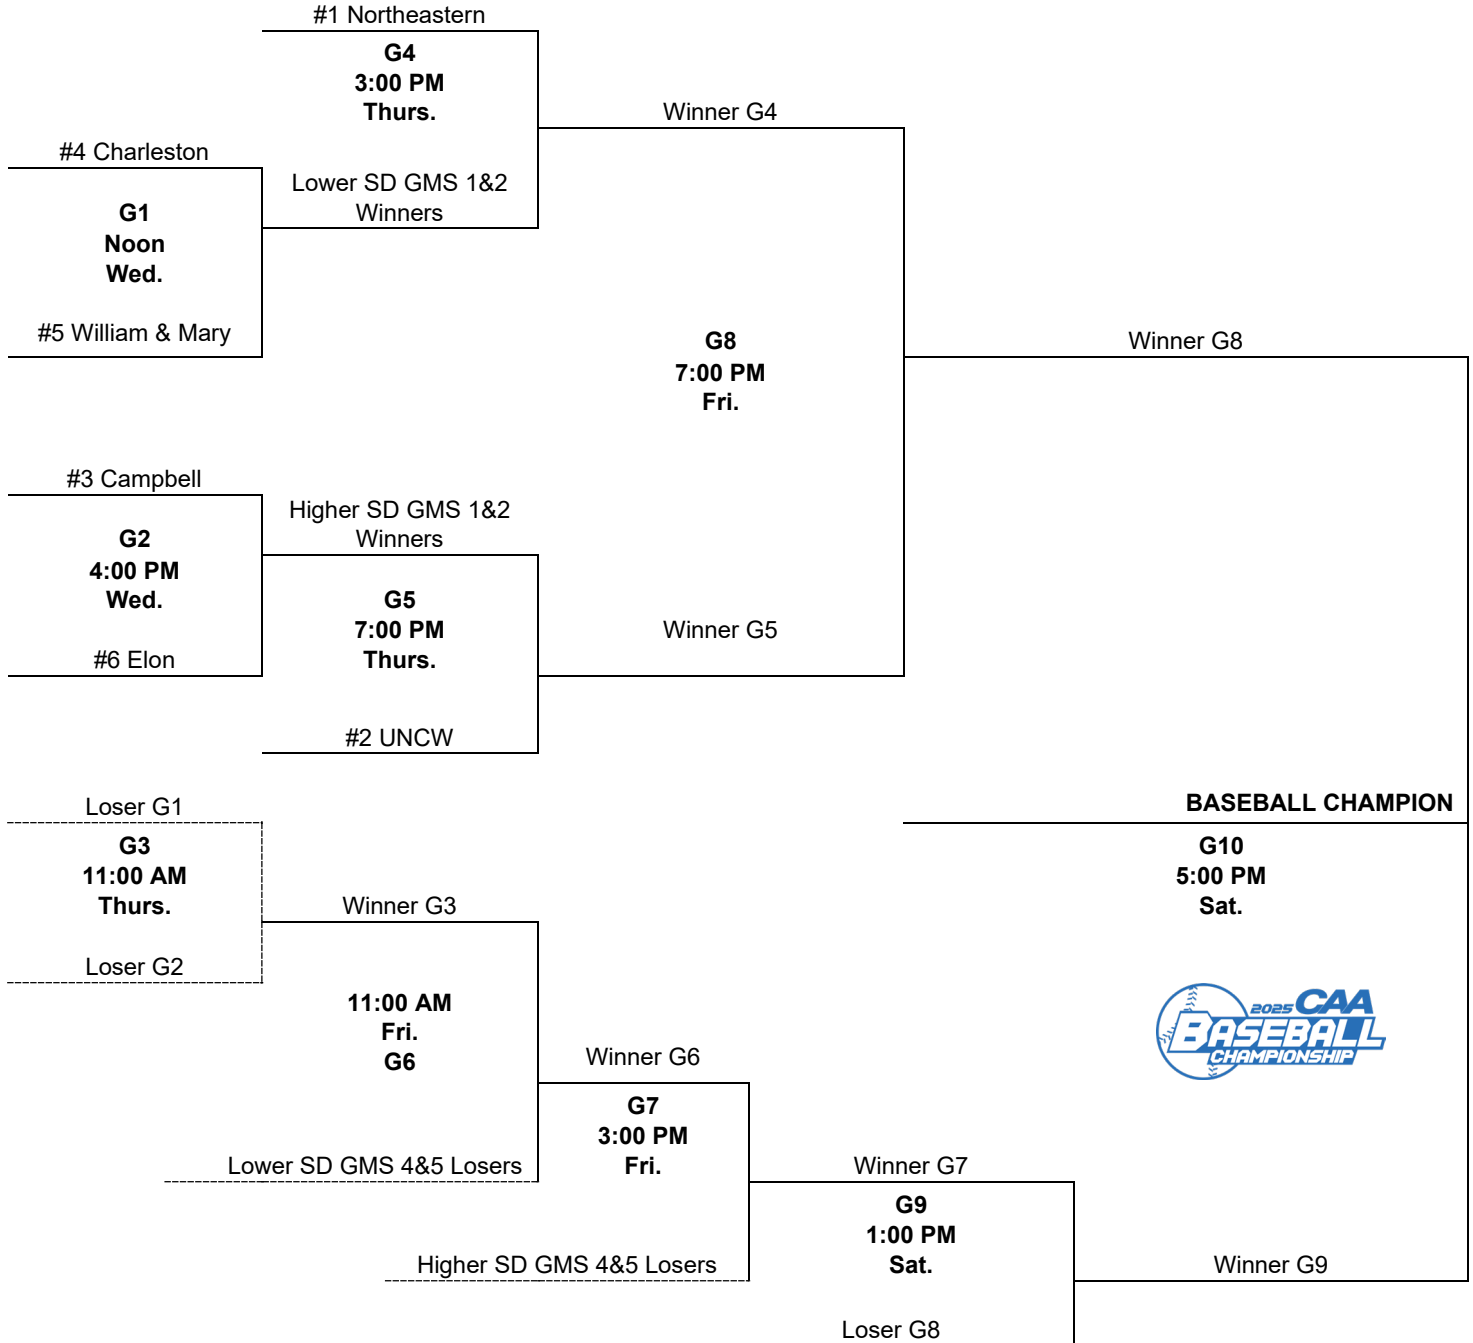 #1 Northeastern
G4
3:00 PM
Thurs.
Winner G4
#4 Charleston
Lower SD GMS 1&2
Winners
G1
Noon
Wed.
#5 William & Mary
G8
7:00 PM
Fri.
Winner G8
#3 Campbell
Higher SD GMS 1&2
Winners
G2
4:00 PM
Wed.
G5
7:00 PM
Thurs.
Winner G5
#6 Elon
#2 UNCW
Loser G1
BASEBALL CHAMPION
G3
11:00 AM
Thurs.
G10
5:00 PM
Sat.
Winner G3
Loser G2
11:00 AM
Fri.
G6
2025 CAA
BASEBALL
CHAMPIONSHIP
Winner G6
G7
3:00 PM
Fri.
Lower SD GMS 4&5 Losers
Winner G7
G9
1:00 PM
Sat.
Higher SD GMS 4&5 Losers
Winner G9
Loser G8